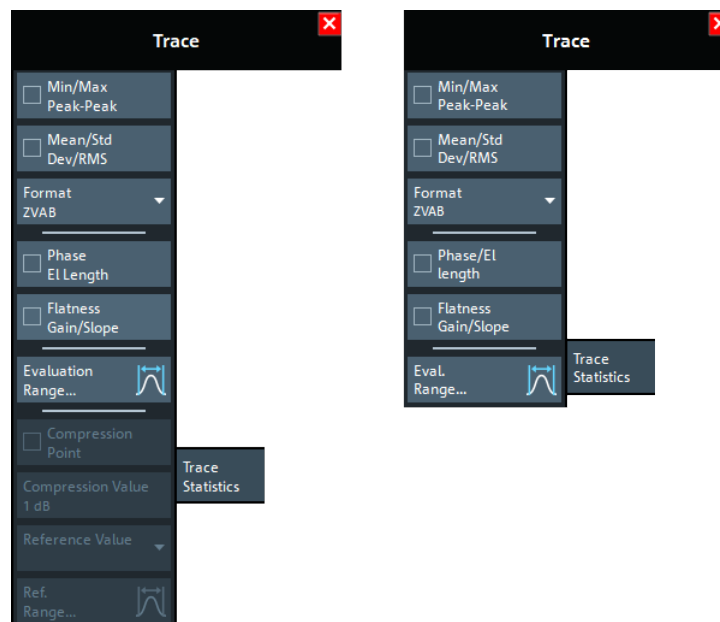 Trace
Min/Max
Peak-Peak
Mean/Std
Dev/RMS
Format
ZVAB
Phase
El Length
Flatness
Gain/Slope
Evaluation
Range...
Compression
Point
Compression Value
1 dB
Reference Value
Ref.
Range...
Trace
Statistics
Trace
Min/Max
Peak-Peak
Mean/Std
Dev/RMS
Format
ZVAB
Phase/El
length
Flatness
Gain/Slope
Eval.
Range...
Trace
Statistics